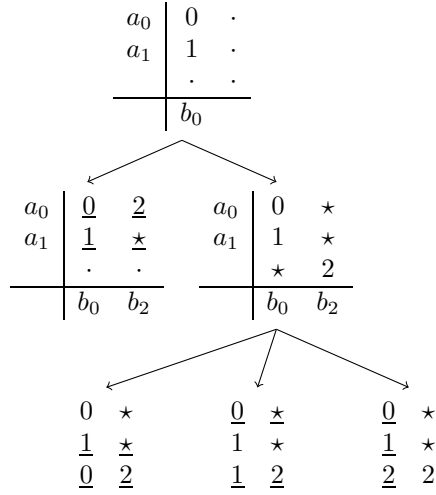 a₀ 0 ·
a₁ 1 ·
· ·
b₀
a₀ 0 2 a₀ 0 ⋆
a₁ 1 ⋆ a₁ 1 ⋆
· · ⋆ 2
b₀ b₂ b₀ b₂
0 ⋆ 0 ⋆ 0 ⋆
1 ⋆ 1 ⋆ 1 ⋆
0 2 1 2 2 2